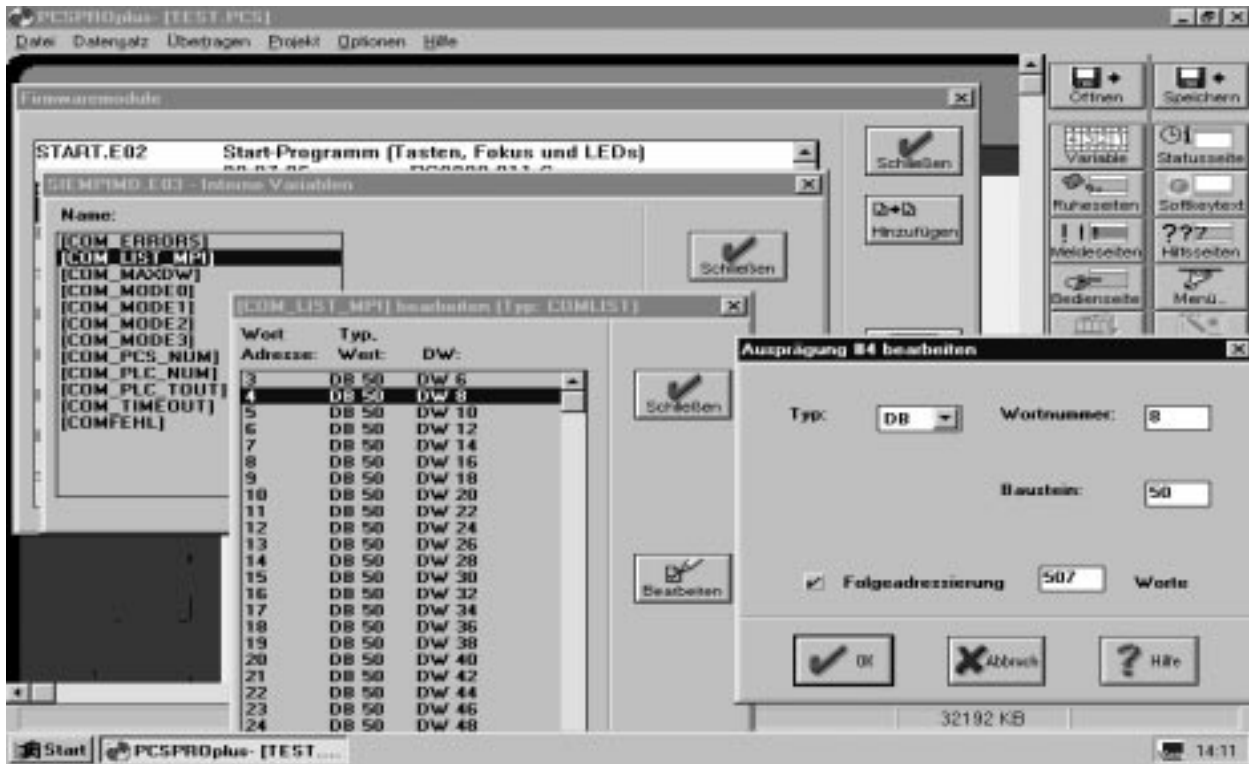 PCSPROplus- [TEST.PCS]
Datei Datensatz Übertragen Projekt Optionen Hilfe
Öffnen Speichern
Firmwaremodule
START.E02 Start-Programm (Tasten, Fokus und LEDs)
Schließen
Variable Statusseite
SIEMPIMD.E03 - Interne Variablen
Ruheseiten Softkeytext
Name:
Hinzufügen
Meldeseiten Hilfsseiten
[COM_ERRORS]
[COM_LIST_MPI]
[COM_MAXDW]
[COM_MODE0]
[COM_MODE1]
[COM_MODE2]
[COM_MODE3]
[COM_PCS_NUM]
[COM_PLC_NUM]
[COM_PLC_TOUT]
[COM_TIMEOUT]
[COMFEHL]
Schließen
Bedienseite Menü...
[COM_LIST_MPI] bearbeiten (Typ: COMLIST)
Wort Typ.
Adresse: Wort: DW:
3 DB 50 DW 6
4 DB 50 DW 8
5 DB 50 DW 10
6 DB 50 DW 12
7 DB 50 DW 14
8 DB 50 DW 16
9 DB 50 DW 18
10 DB 50 DW 20
11 DB 50 DW 22
12 DB 50 DW 24
13 DB 50 DW 26
14 DB 50 DW 28
15 DB 50 DW 30
16 DB 50 DW 32
17 DB 50 DW 34
18 DB 50 DW 36
19 DB 50 DW 38
20 DB 50 DW 40
21 DB 50 DW 42
22 DB 50 DW 44
23 DB 50 DW 46
24 DB 50 DW 48
Schließen
Bearbeiten
Ausprägung #4 bearbeiten
Typ: DB Wortnummer: 8
Baustein: 50
Folgeadressierung 507 Worte
OK Abbruch Hilfe
32192 KB
Start PCSPROplus- [TEST.... 14:11